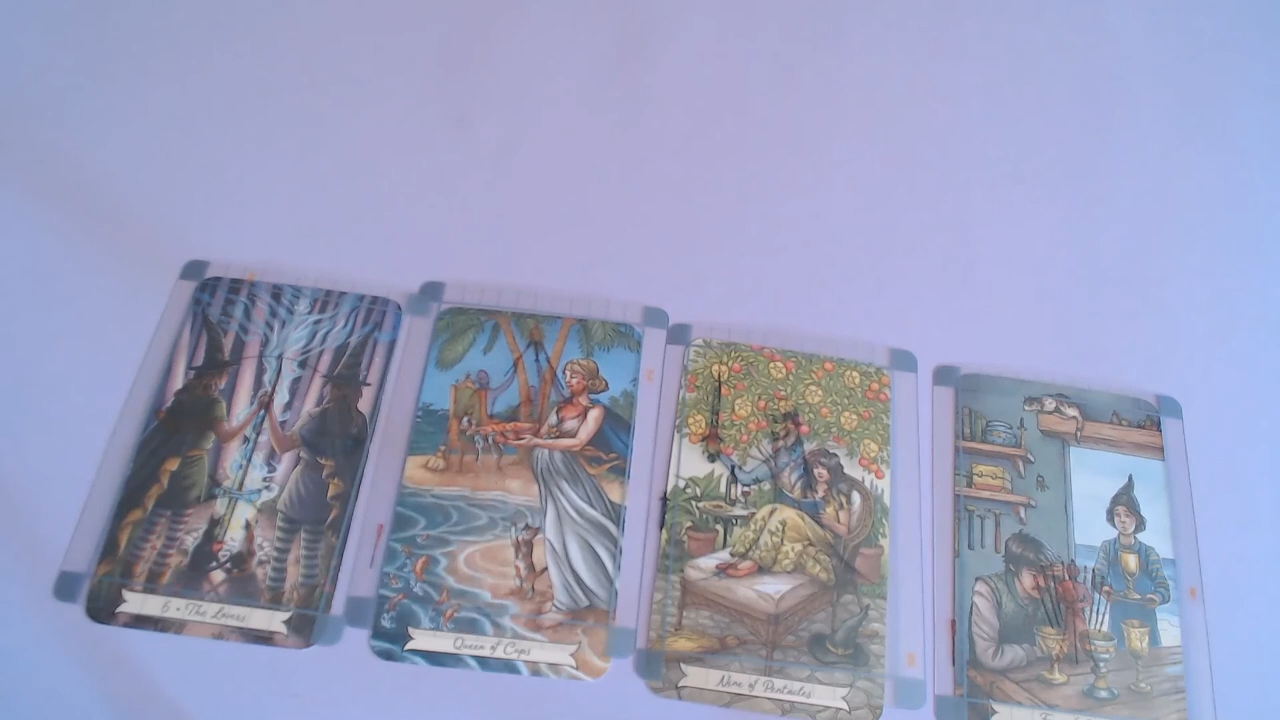 6 • The Lovers
Queen of Cups
Nine of Pentacles